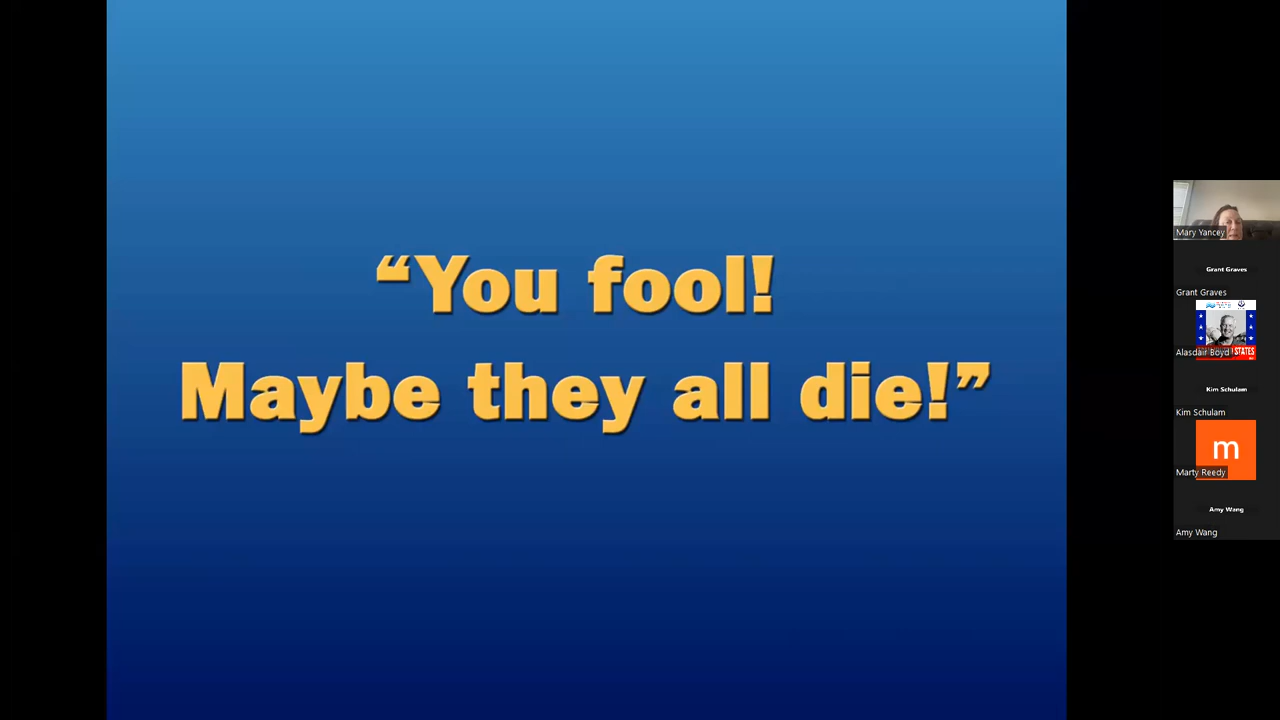 “You fool!
Maybe they all die!”
Mary Yancey
Grant Graves
Grant Graves
Alasdair Boyd
STATES
Kim Schulam
Kim Schulam
m
Marty Reedy
Amy Wang
Amy Wang